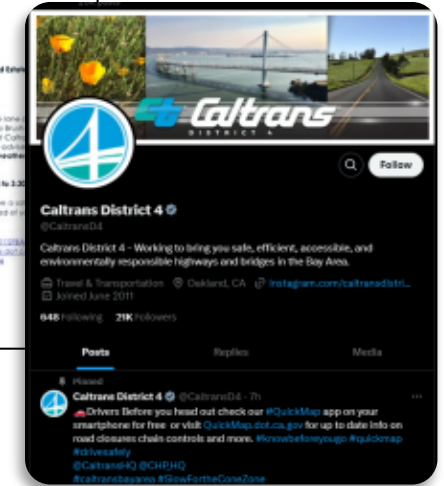 Caltrans
DISTRICT 4
Follow
Caltrans District 4
@CaltransD4
Caltrans District 4 - Working to bring you safe, efficient, accessible, and
environmentally responsible highways and bridges in the Bay Area.
Travel & Transportation Oakland, CA instagram.com/caltransdistri...
Joined June 2011
648 Following 21K Followers
Posts Replies Media
Pinned
Caltrans District 4 @CaltransD4 · 7h
🚗Drivers Before you head out check our #QuickMap app on your
smartphone for free or visit QuickMap.dot.ca.gov for up to date info on
road closures chain controls and more. #knowbeforeyougo #quickmap
#drivesafely
@CaltransHQ @CHP_HQ
#caltransbayarea #SlowFortheConeZone